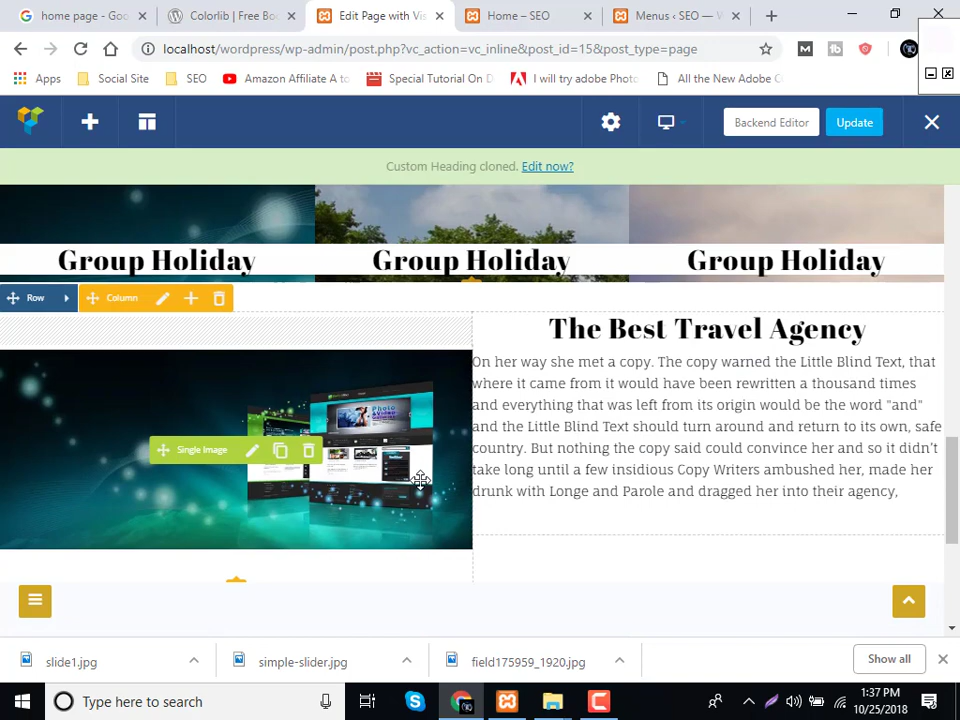 home page - Goo
Colorlib | Free Boo
Edit Page with Vis
Home – SEO
Menus ‹ SEO — V
localhost/wordpress/wp-admin/post.php?vc_action=vc_inline&post_id=15&post_type=page
Apps
Social Site
SEO
Amazon Affiliate A to
Special Tutorial On D
I will try adobe Photo
All the New Adobe C
Backend Editor
Update
Custom Heading cloned. Edit now?
Group Holiday
Group Holiday
Group Holiday
Row
Column
The Best Travel Agency
On her way she met a copy. The copy warned the Little Blind Text, that
where it came from it would have been rewritten a thousand times
and everything that was left from its origin would be the word "and"
and the Little Blind Text should turn around and return to its own, safe
country. But nothing the copy said could convince her and so it didn't
take long until a few insidious Copy Writers ambushed her, made her
drunk with Longe and Parole and dragged her into their agency,
Single Image
slide1.jpg
simple-slider.jpg
field175959_1920.jpg
Show all
Type here to search
1:37 PM
10/25/2018